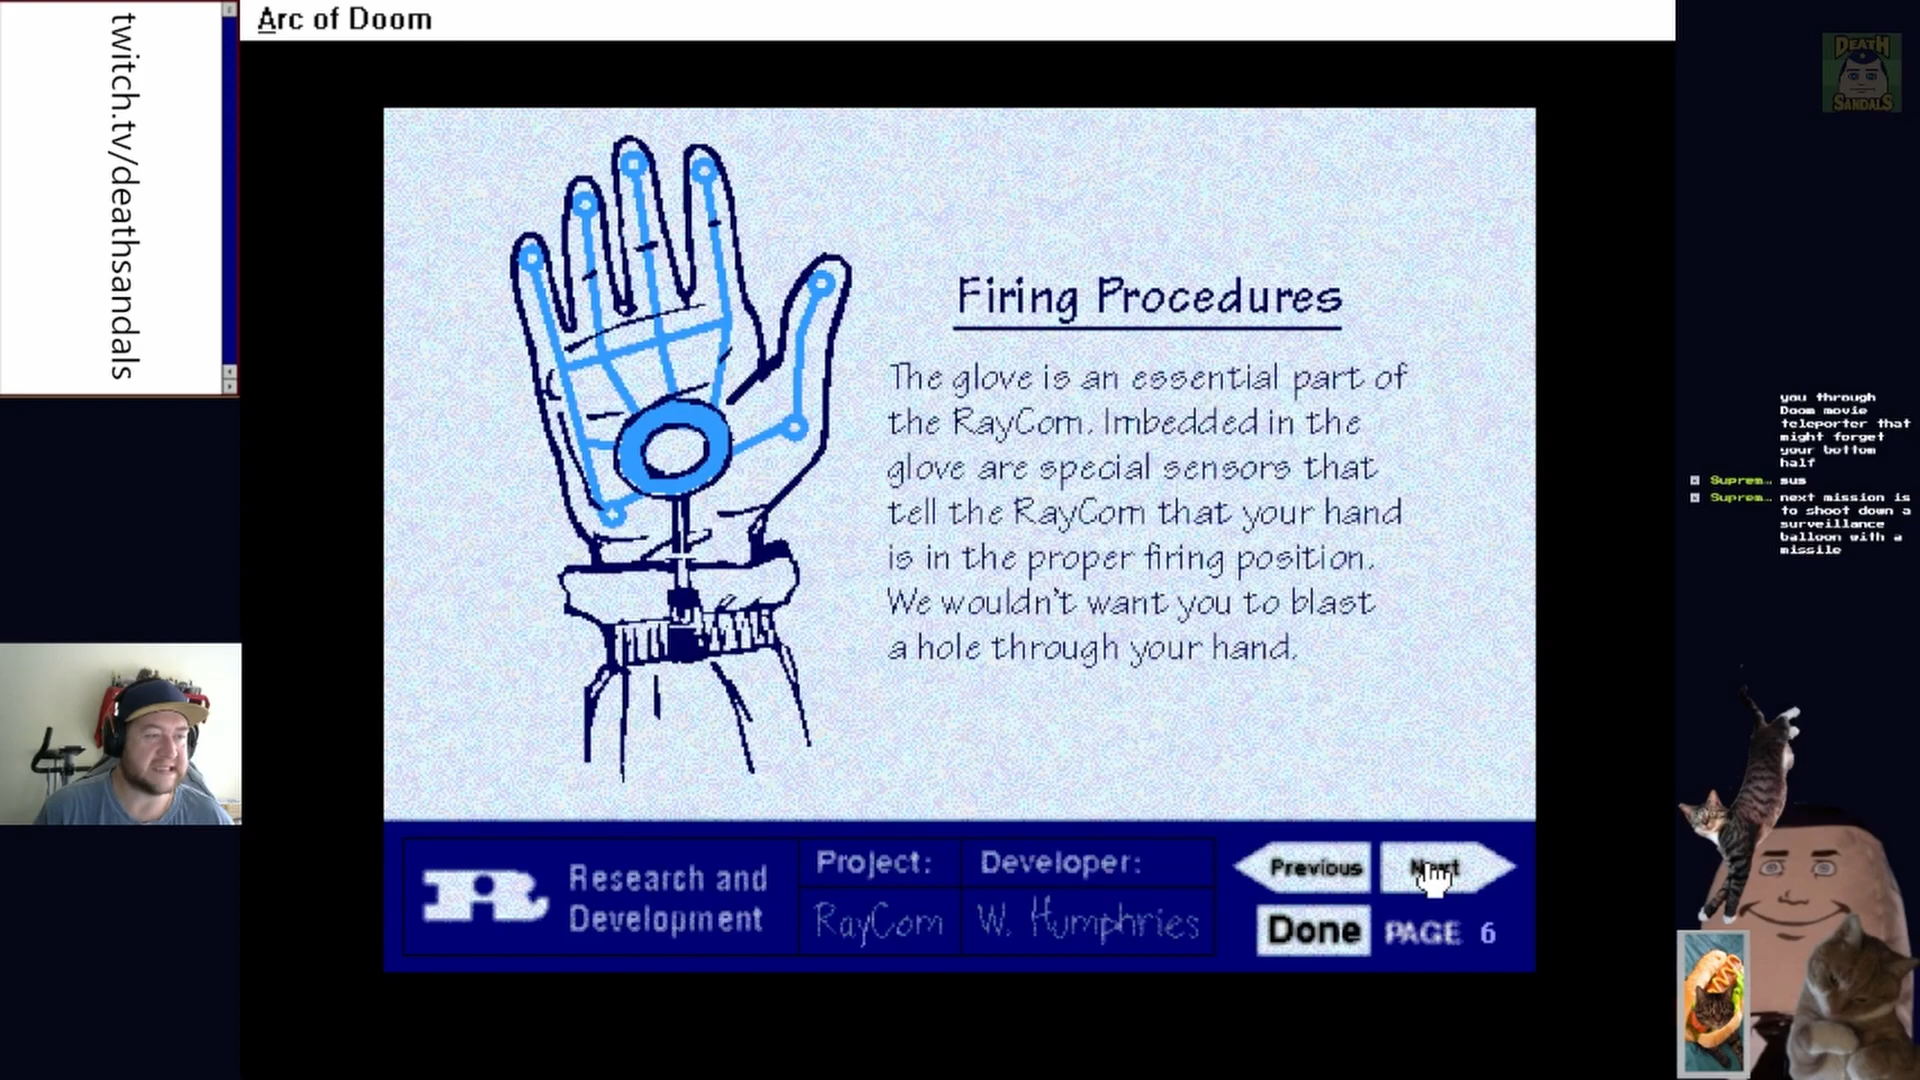 Arc of Doom
twitch.tv/deathsandals
DEATH
SANDALS
Firing Procedures
The glove is an essential part of
the RayCom. Imbedded in the
glove are special sensors that
tell the RayCom that your hand
is in the proper firing position.
We wouldn't want you to blast
a hole through your hand.
you through
Doom movie
teleporter that
might forget
your bottom
half
Suprem… sus
Suprem… next mission is
to shoot down a
surveillance
balloon with a
missile
Research and
Development
Project:
RayCom
Developer:
W. Humphries
Previous
Next
Done
PAGE 6